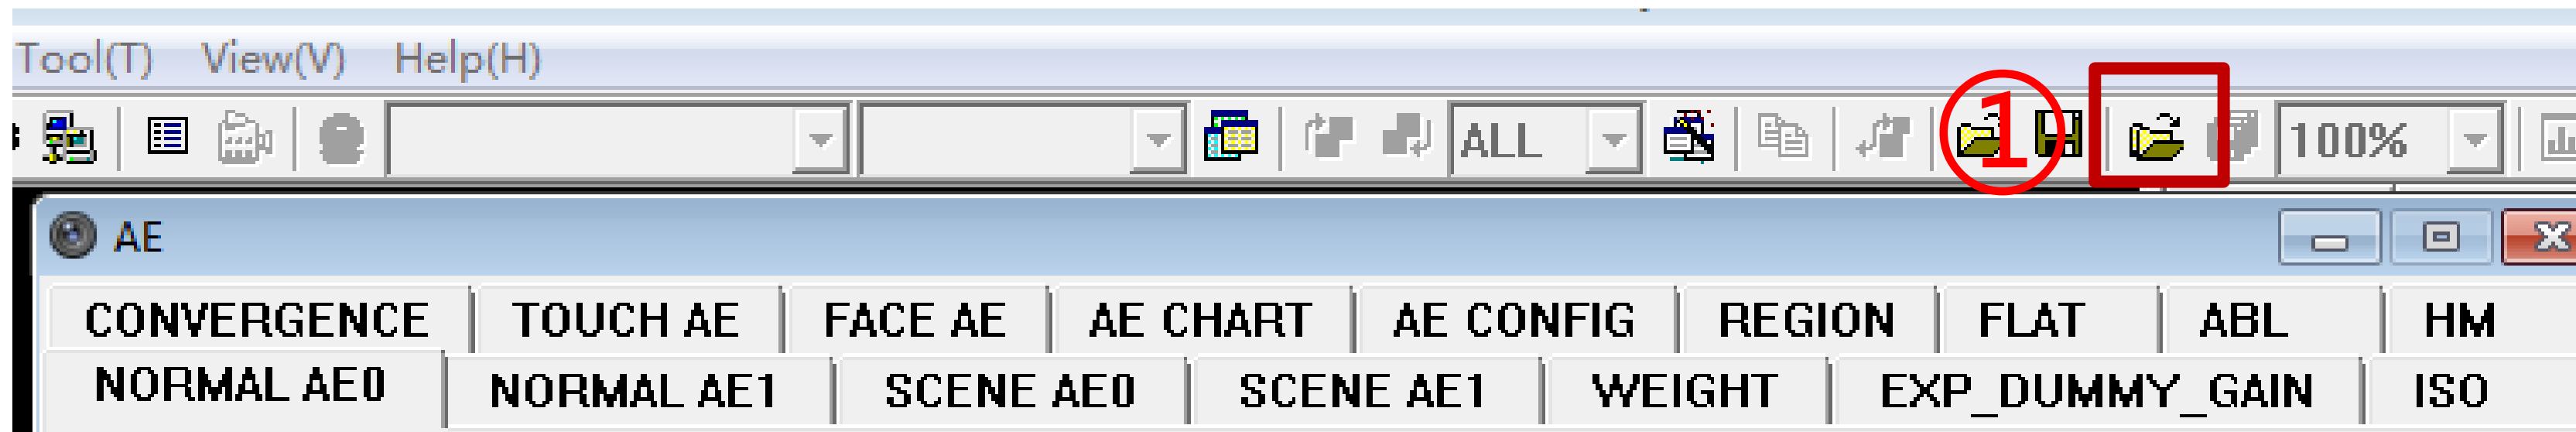 Tool(T) View(V) Help(H)
ALL ① 100%
AE
CONVERGENCE TOUCH AE FACE AE AE CHART AE CONFIG REGION FLAT ABL HM
NORMAL AE0 NORMAL AE1 SCENE AE0 SCENE AE1 WEIGHT EXP_DUMMY_GAIN ISO